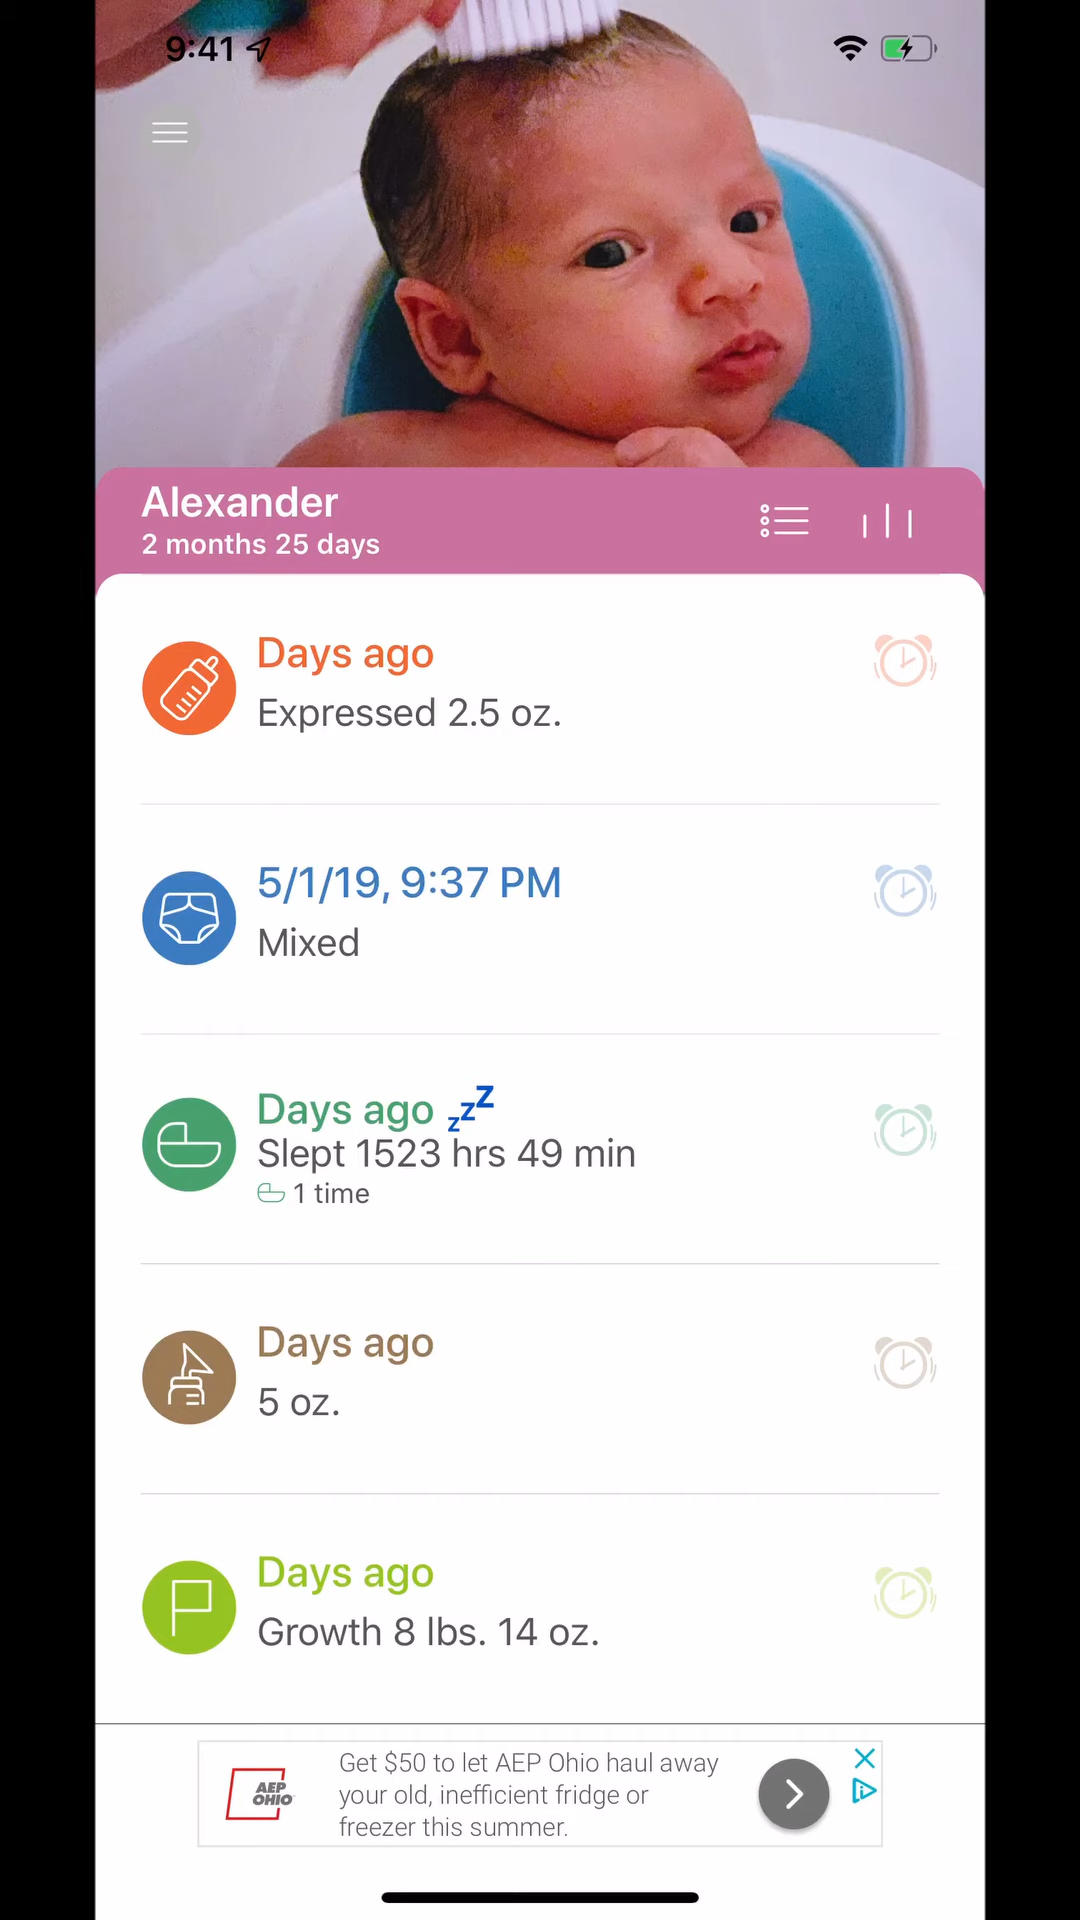 9:41
Alexander
2 months 25 days
Days ago
Expressed 2.5 oz.
5/1/19, 9:37 PM
Mixed
Days ago zzZ
Slept 1523 hrs 49 min
1 time
Days ago
5 oz.
Days ago
Growth 8 lbs. 14 oz.
AEP
OHIO
Get $50 to let AEP Ohio haul away
your old, inefficient fridge or
freezer this summer.